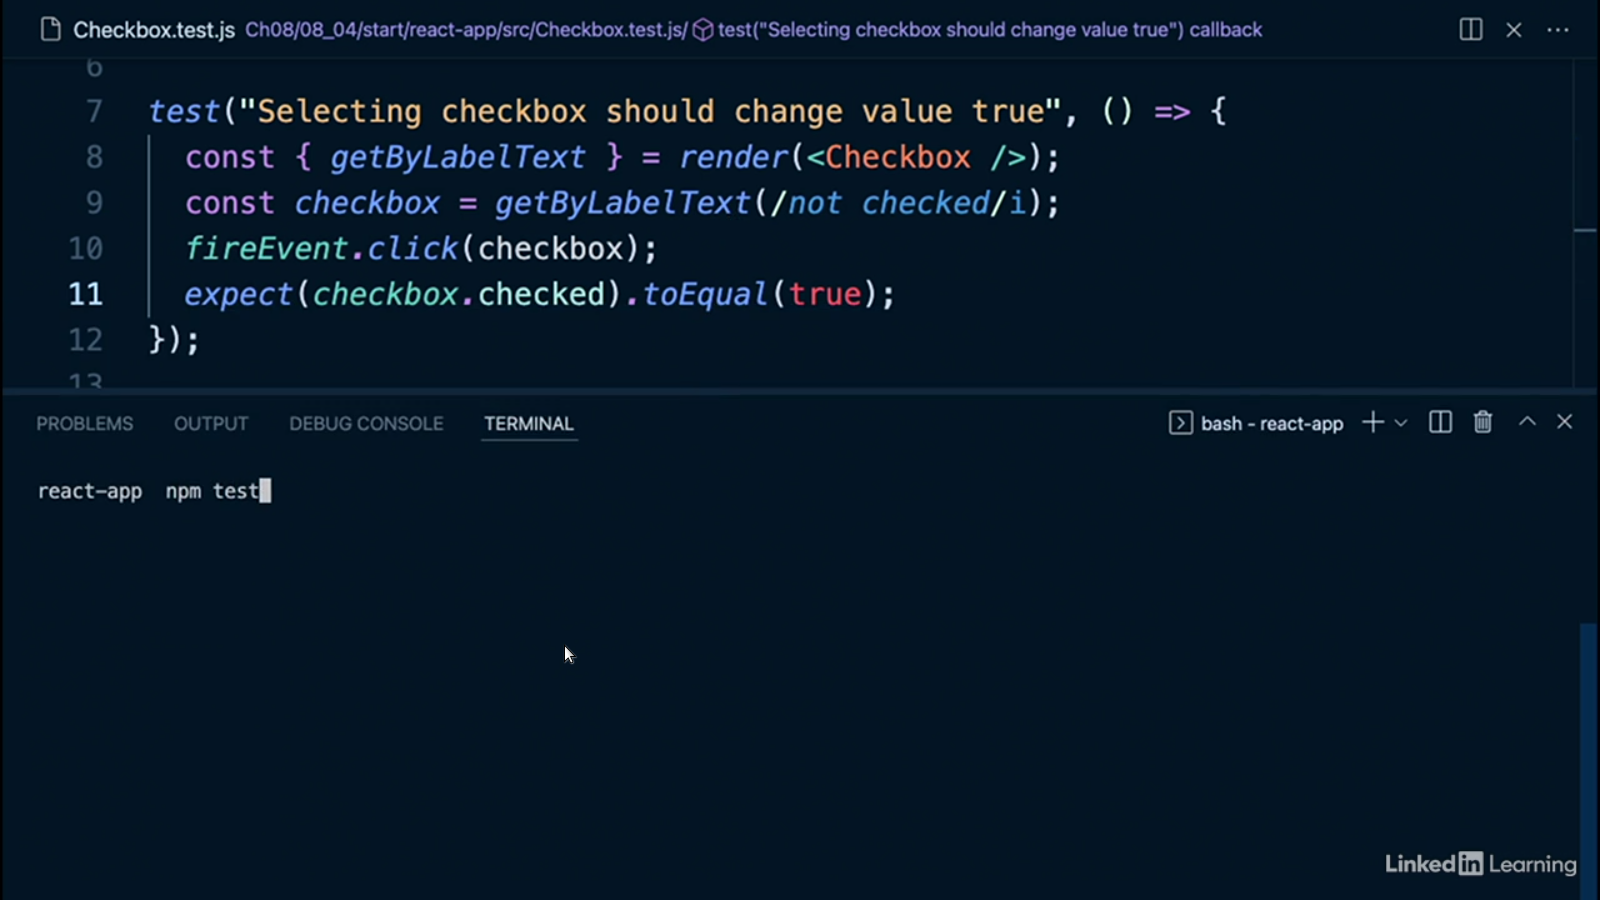 Checkbox.test.js Ch08/08_04/start/react-app/src/Checkbox.test.js/ test("Selecting checkbox should change value true") callback
6
7 test("Selecting checkbox should change value true", () => {
8 const { getByLabelText } = render(<Checkbox />);
9 const checkbox = getByLabelText(/not checked/i);
10 fireEvent.click(checkbox);
11 expect(checkbox.checked).toEqual(true);
12 });
13
PROBLEMS OUTPUT DEBUG CONSOLE TERMINAL bash - react-app
react-app npm test
LinkedIn Learning